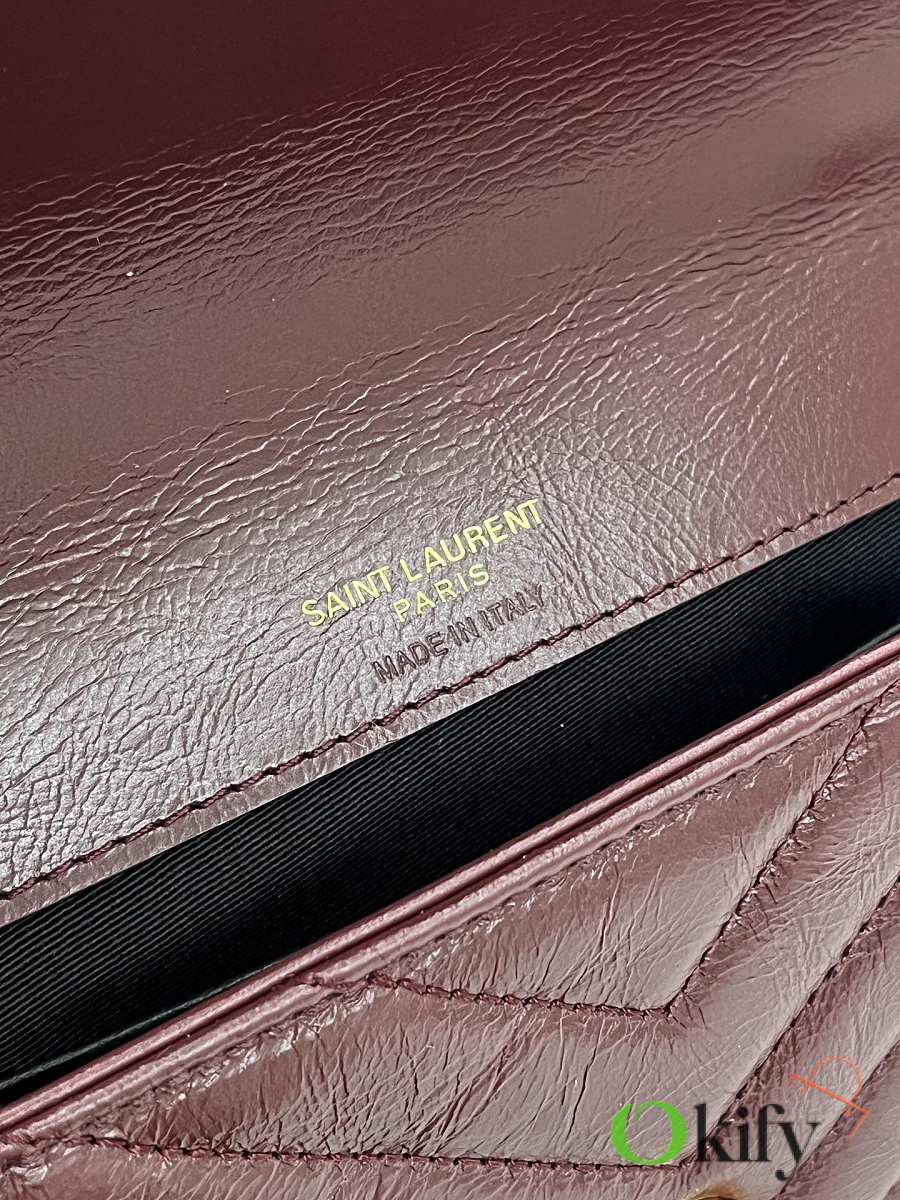 SAINT LAURENT
PARIS
MADE IN ITALY
Okify